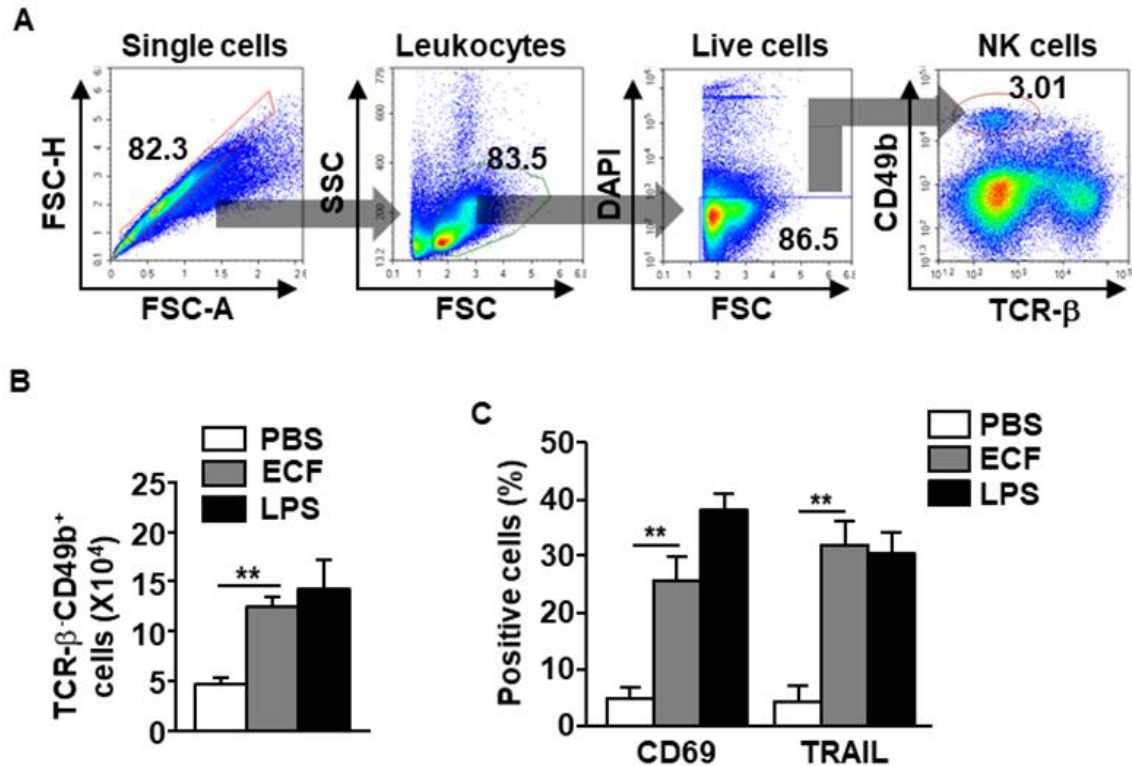 A
Single cells
Leukocytes
Live cells
NK cells
82.3
83.5
86.5
3.01
FSC-H
FSC-A
SSC
FSC
DAPI
FSC
CD49b
TCR-β
B
PBS
ECF
LPS
TCR-β⁻CD49b⁺
cells (X10⁴)
25
20
15
10
5
0
**
C
PBS
ECF
LPS
Positive cells (%)
50
40
30
20
10
0
**
**
CD69
TRAIL